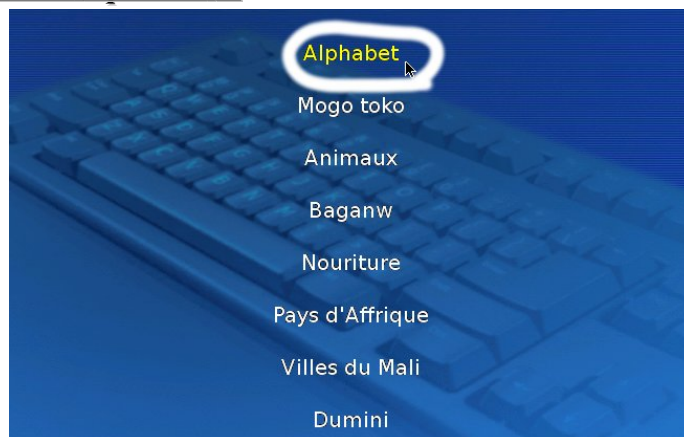 Alphabet
Mogo toko
Animaux
Baganw
Nouriture
Pays d'Affrique
Villes du Mali
Dumini